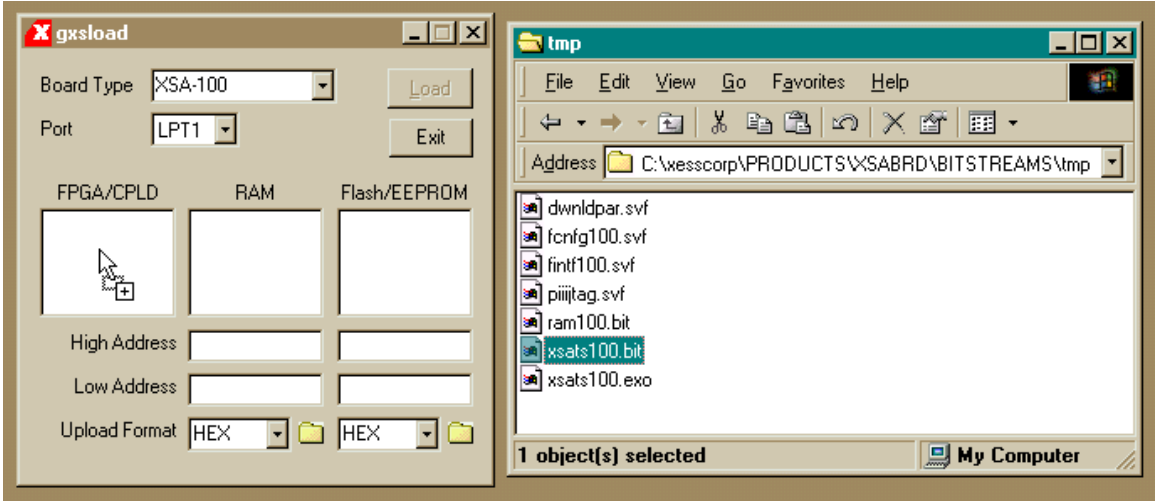 gxsload
Board Type XSA-100 Load
Port LPT1 Exit
FPGA/CPLD RAM Flash/EEPROM
High Address
Low Address
Upload Format HEX HEX
tmp
File Edit View Go Favorites Help
Address C:\xesscorp\PRODUCTS\XSABRD\BITSTREAMS\tmp
dwnldpar.svf
fcnfg100.svf
fintf100.svf
piiijtag.svf
ram100.bit
xsats100.bit
xsats100.exo
1 object(s) selected My Computer